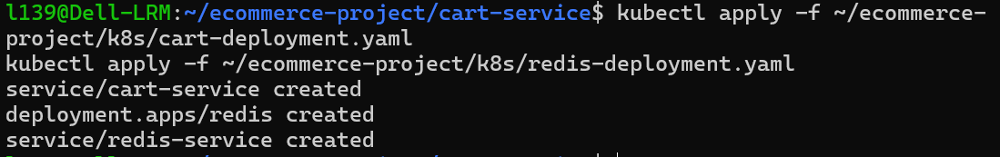 l139@Dell-LRM:~/ecommerce-project/cart-service$ kubectl apply -f ~/ecommerce-
project/k8s/cart-deployment.yaml
kubectl apply -f ~/ecommerce-project/k8s/redis-deployment.yaml
service/cart-service created
deployment.apps/redis created
service/redis-service created